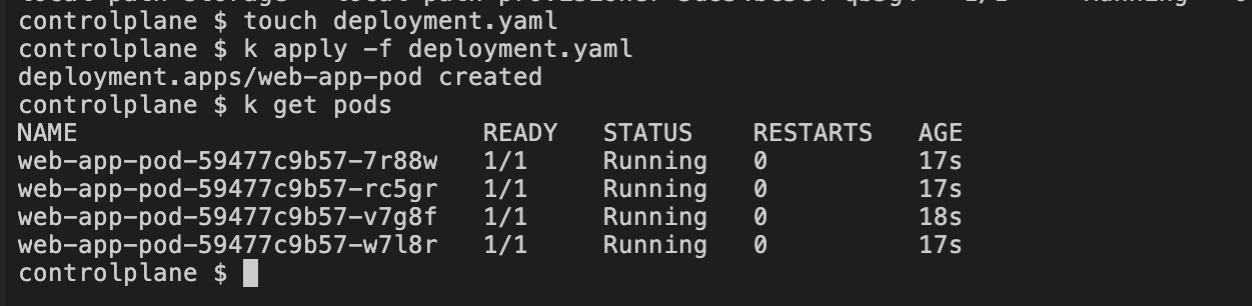 controlplane $ touch deployment.yaml
controlplane $ k apply -f deployment.yaml
deployment.apps/web-app-pod created
controlplane $ k get pods
NAME                           READY   STATUS    RESTARTS   AGE
web-app-pod-59477c9b57-7r88w   1/1     Running   0          17s
web-app-pod-59477c9b57-rc5gr   1/1     Running   0          17s
web-app-pod-59477c9b57-v7g8f   1/1     Running   0          18s
web-app-pod-59477c9b57-w7l8r   1/1     Running   0          17s
controlplane $